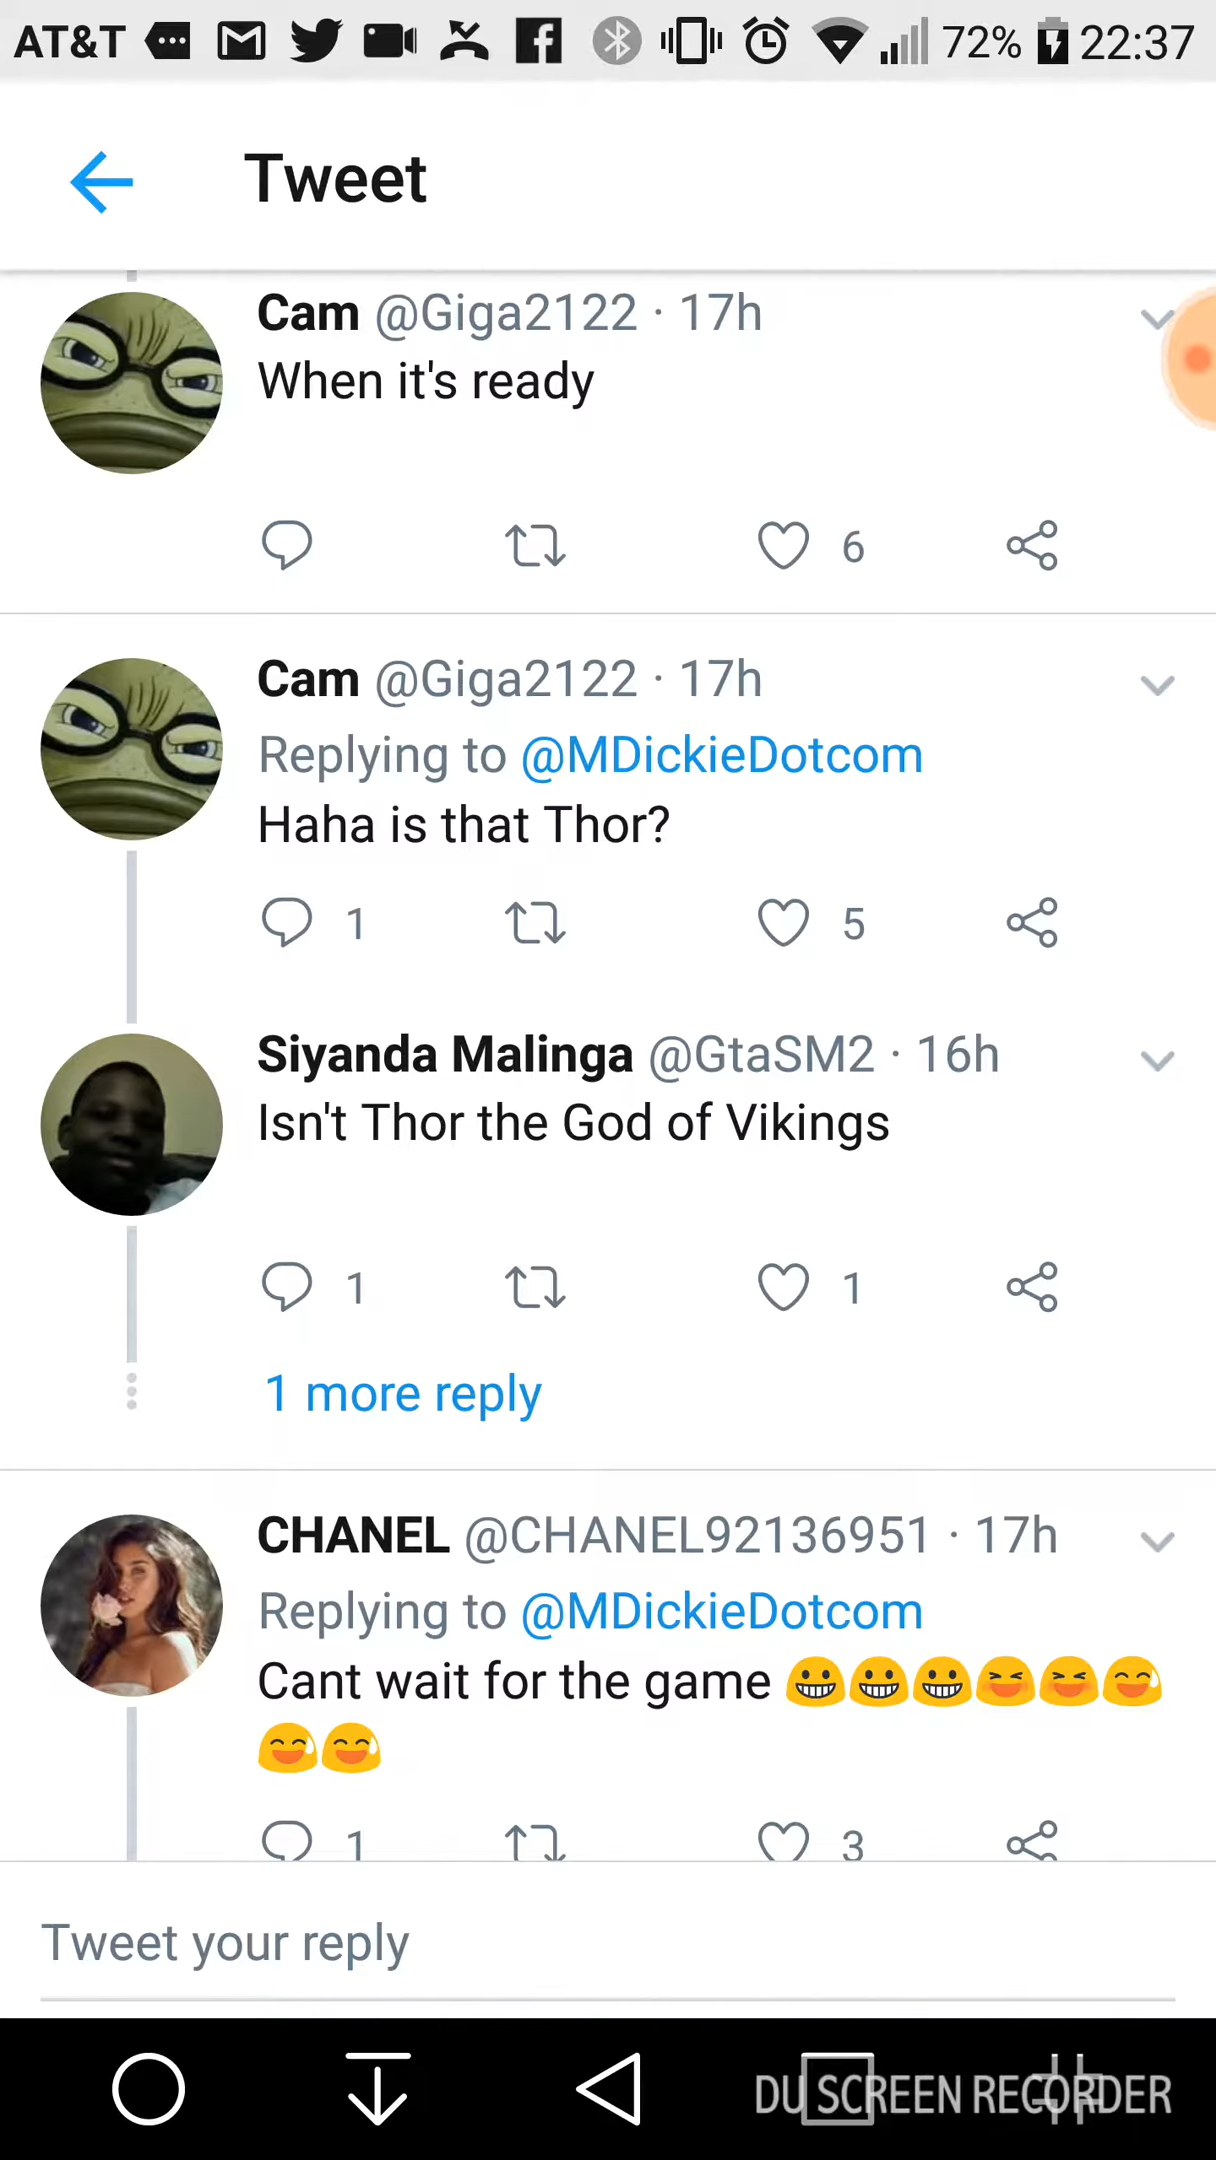 AT&T 72% 22:37
Tweet
Cam @Giga2122 · 17h
When it's ready
6
Cam @Giga2122 · 17h
Replying to @MDickieDotcom
Haha is that Thor?
1 5
Siyanda Malinga @GtaSM2 · 16h
Isn't Thor the God of Vikings
1 1
1 more reply
CHANEL @CHANEL92136951 · 17h
Replying to @MDickieDotcom
Cant wait for the game 😀😀😀😆😆😅
😅😅
1 3
Tweet your reply
DU SCREEN RECORDER